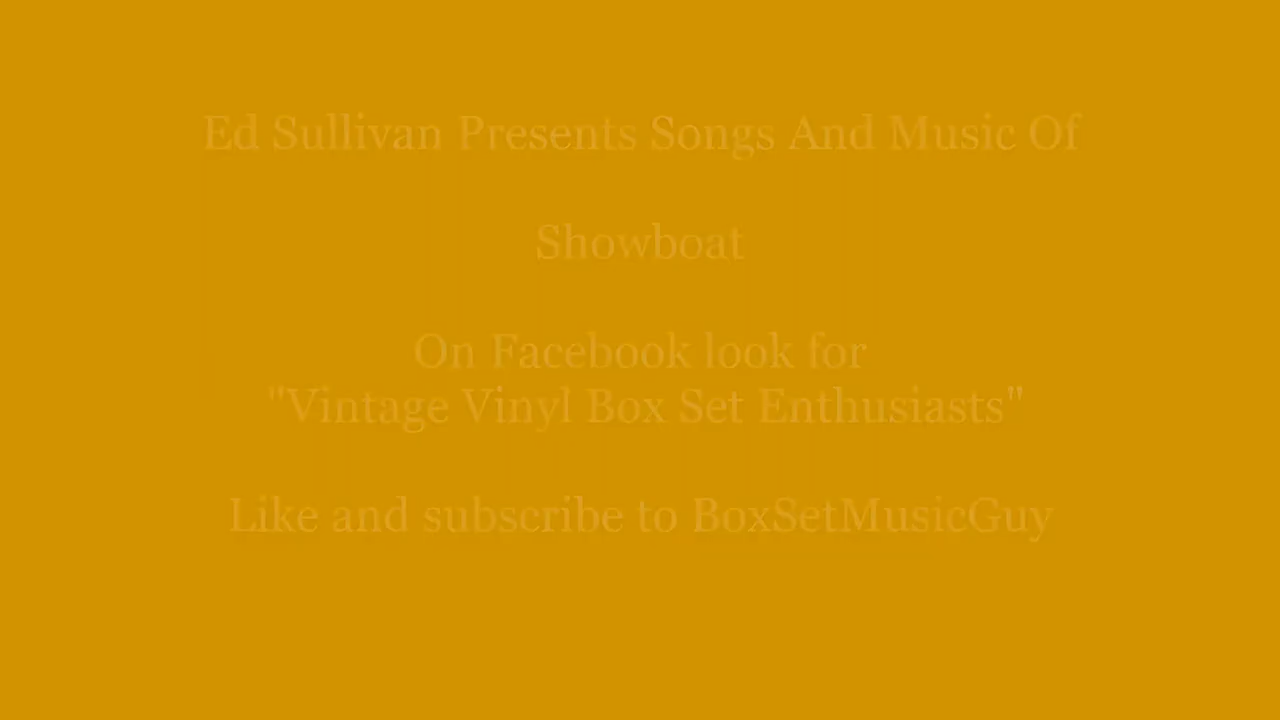 Ed Sullivan Presents Songs And Music Of
Showboat
On Facebook look for
"Vintage Vinyl Box Set Enthusiasts"
Like and subscribe to BoxSetMusicGuy